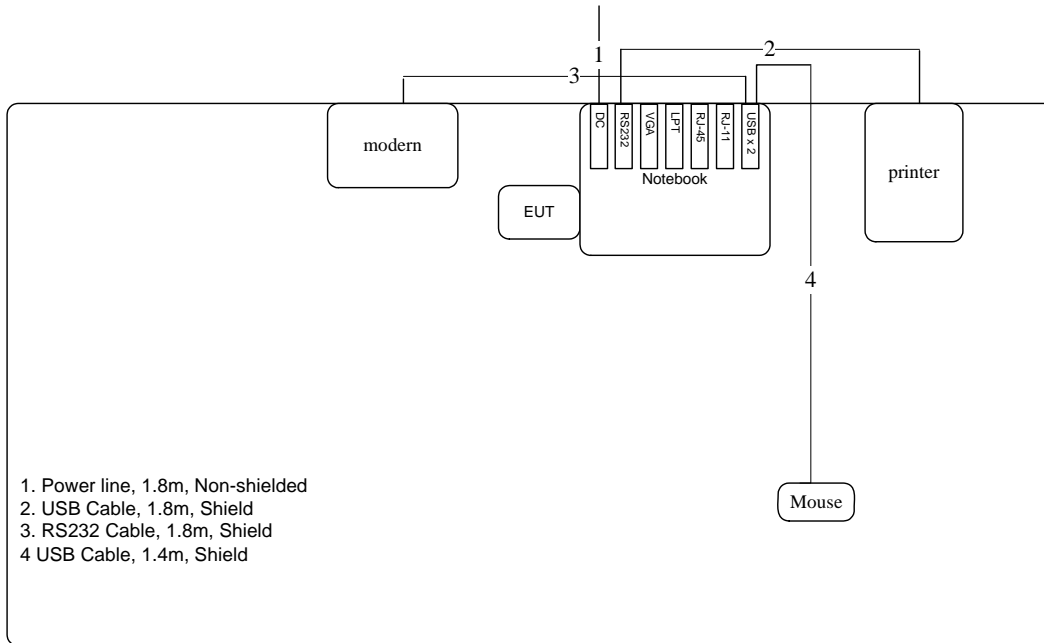 1
2
3
modern
DC
RS232
VGA
LPT
RJ-45
RJ-11
USB x 2
Notebook
printer
EUT
4
Mouse
1. Power line, 1.8m, Non-shielded
2. USB Cable, 1.8m, Shield
3. RS232 Cable, 1.8m, Shield
4 USB Cable, 1.4m, Shield